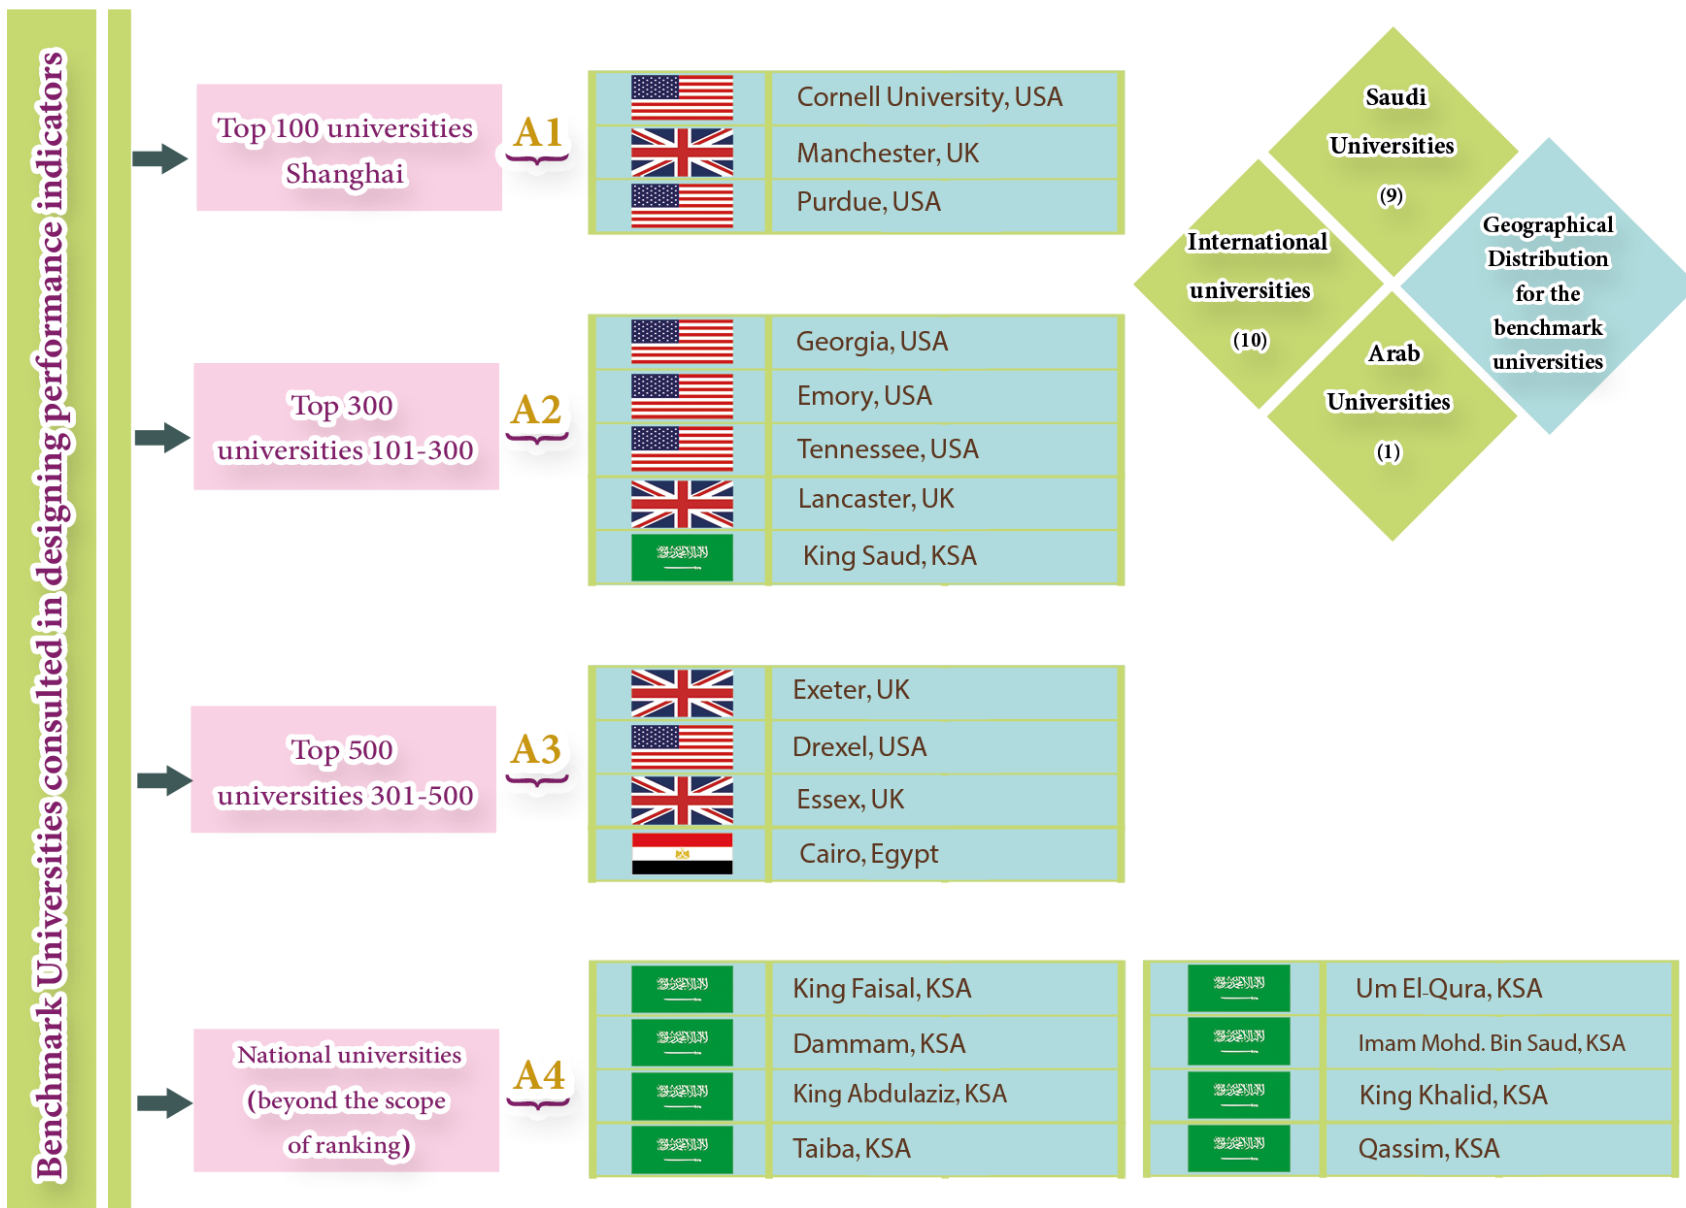 Benchmark Universities consulted in designing performance indicators
Top 100 universities
Shanghai
A1
Cornell University, USA
Manchester, UK
Purdue, USA
Top 300
universities 101-300
A2
Georgia, USA
Emory, USA
Tennessee, USA
Lancaster, UK
King Saud, KSA
Top 500
universities 301-500
A3
Exeter, UK
Drexel, USA
Essex, UK
Cairo, Egypt
National universities
(beyond the scope
of ranking)
A4
King Faisal, KSA
Dammam, KSA
King Abdulaziz, KSA
Taiba, KSA
Um El-Qura, KSA
Imam Mohd. Bin Saud, KSA
King Khalid, KSA
Qassim, KSA
Saudi
Universities
(9)
International
universities
(10)
Arab
Universities
(1)
Geographical
Distribution
for the
benchmark
universities